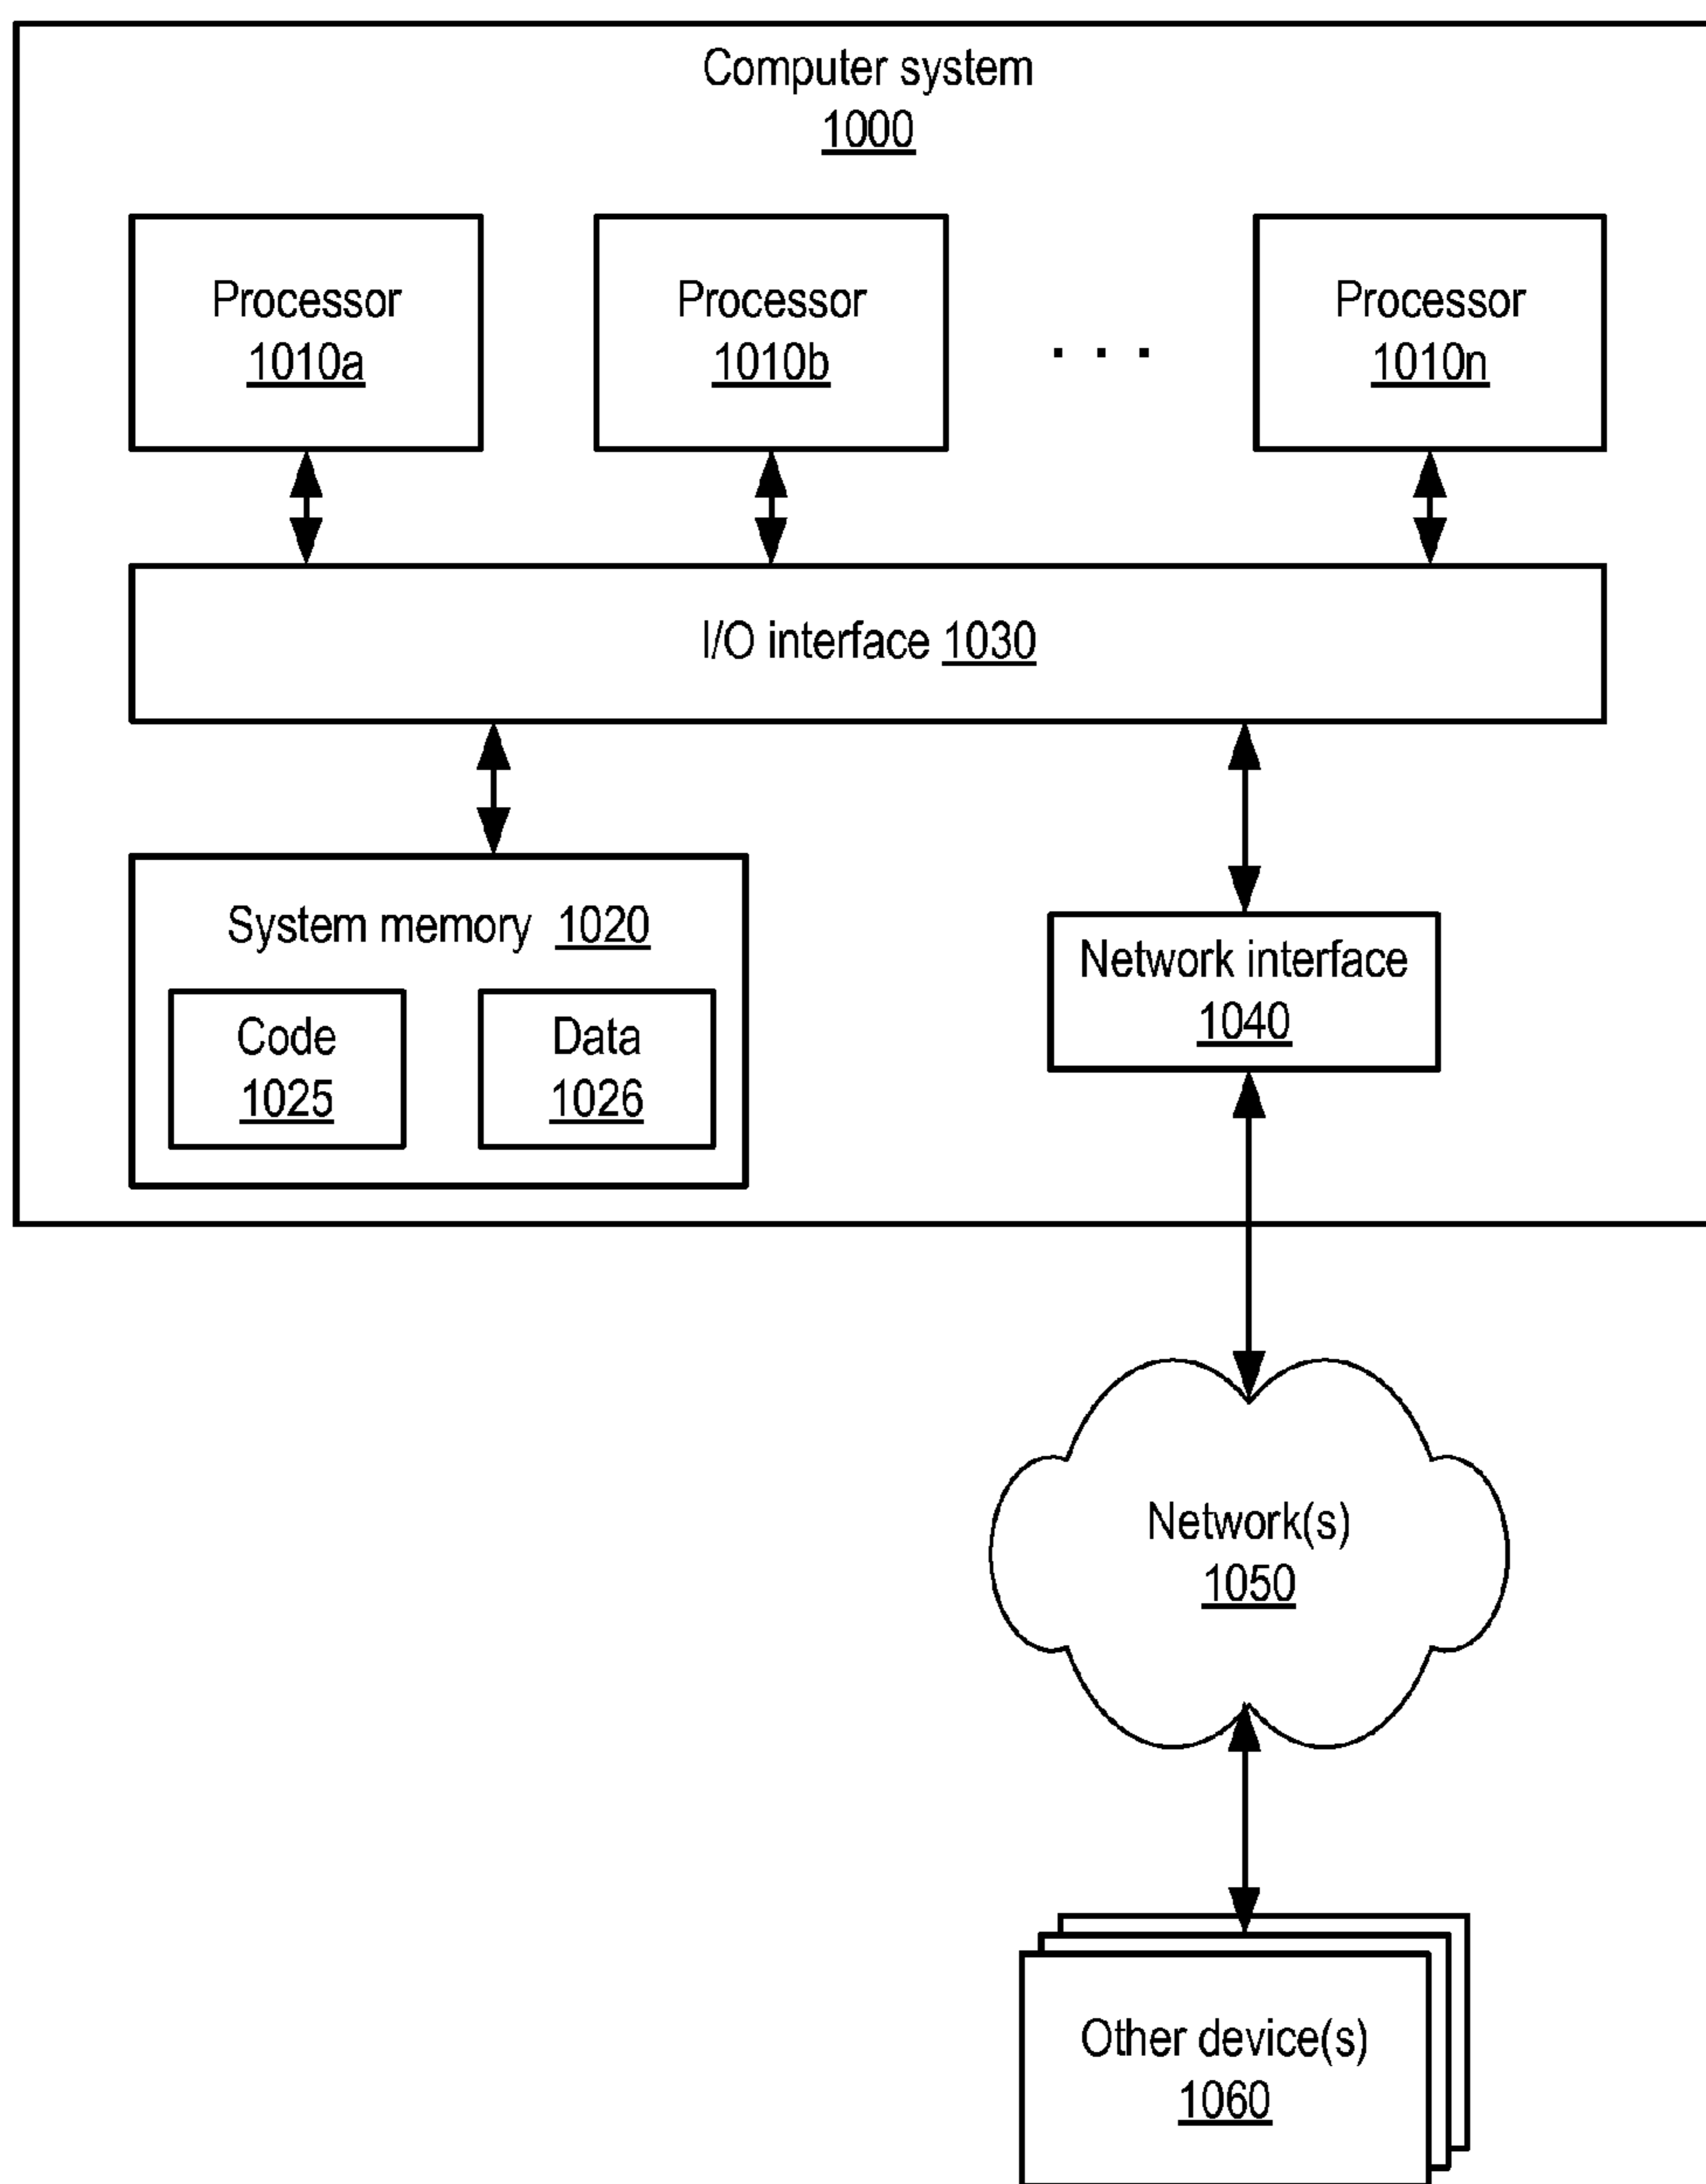 Computer system
1000
Processor
1010a
Processor
1010b
. . .
Processor
1010n
I/O interface 1030
System memory 1020
Code
1025
Data
1026
Network interface
1040
Network(s)
1050
Other device(s)
1060